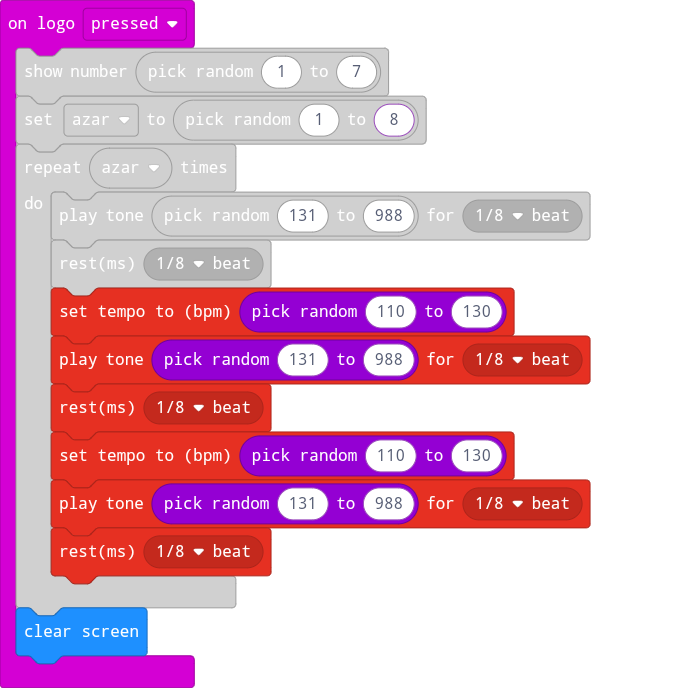 on logo pressed
show number pick random 1 to 7
set azar to pick random 1 to 8
repeat azar times
do
play tone pick random 131 to 988 for 1/8 beat
rest(ms) 1/8 beat
set tempo to (bpm) pick random 110 to 130
play tone pick random 131 to 988 for 1/8 beat
rest(ms) 1/8 beat
set tempo to (bpm) pick random 110 to 130
play tone pick random 131 to 988 for 1/8 beat
rest(ms) 1/8 beat
clear screen